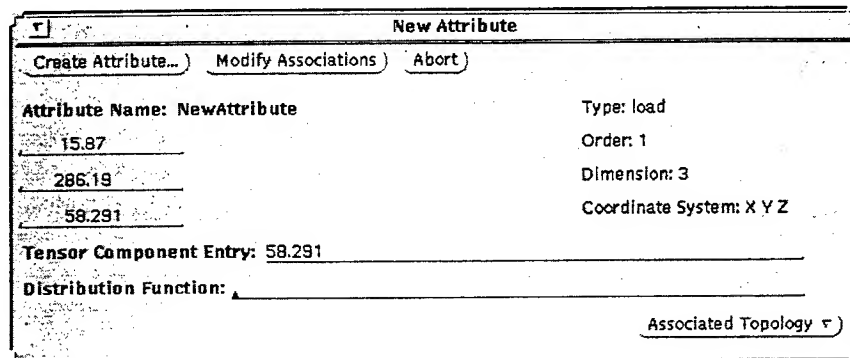 New Attribute
Create Attribute... Modify Associations Abort
Attribute Name: NewAttribute Type: load
15.87 Order: 1
286.19 Dimension: 3
58.291 Coordinate System: X Y Z
Tensor Component Entry: 58.291
Distribution Function:
Associated Topology